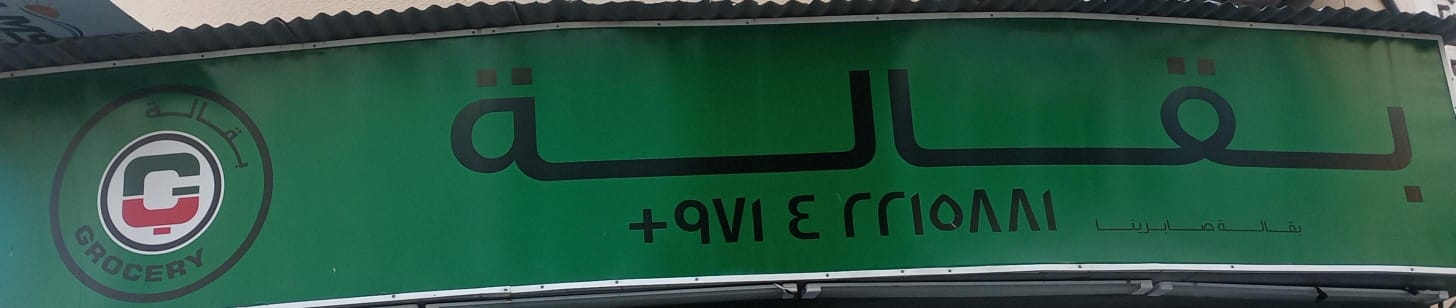 بقالة
+٩٧١ ٤ ٢٢١٥٨٨١
بقالة صابرينا
بقالة
GROCERY